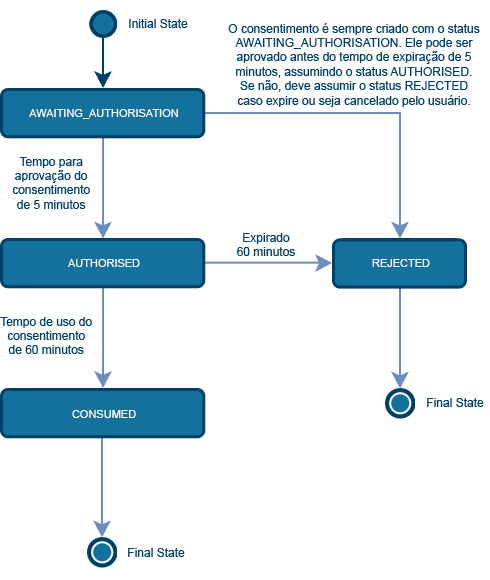 Initial State
O consentimento é sempre criado com o status
AWAITING_AUTHORISATION. Ele pode ser
aprovado antes do tempo de expiração de 5
minutos, assumindo o status AUTHORISED.
Se não, deve assumir o status REJECTED
caso expire ou seja cancelado pelo usuário.
AWAITING_AUTHORISATION
Tempo para
aprovação do
consentimento
de 5 minutos
AUTHORISED
Expirado
60 minutos
REJECTED
Tempo de uso do
consentimento
de 60 minutos
CONSUMED
Final State
Final State